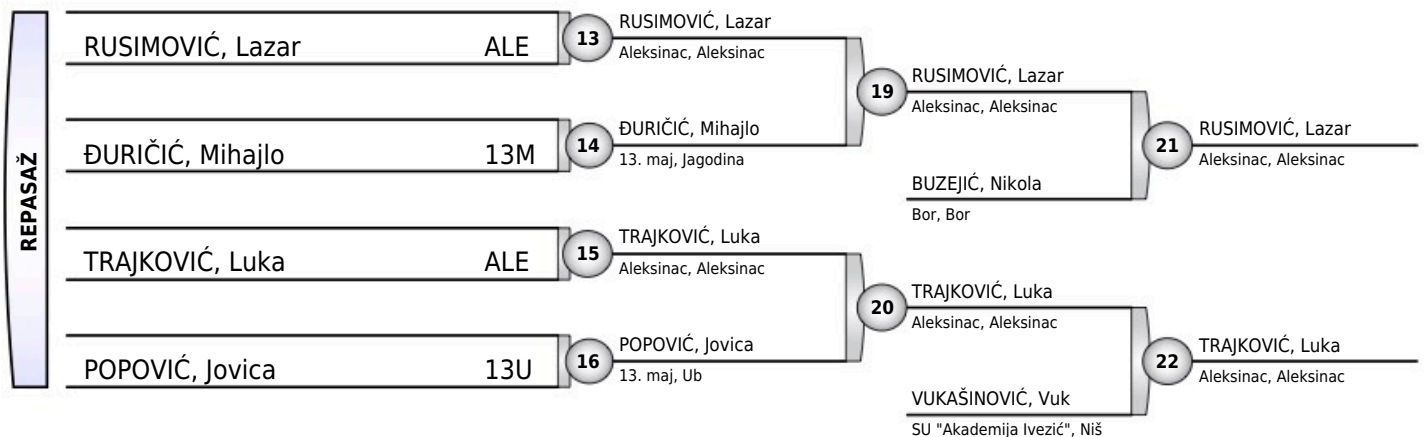 REPASAŽ
RUSIMOVIĆ, Lazar ALE
13
RUSIMOVIĆ, Lazar
Aleksinac, Aleksinac
19
RUSIMOVIĆ, Lazar
Aleksinac, Aleksinac
ĐURIČIĆ, Mihajlo 13M
14
ĐURIČIĆ, Mihajlo
13. maj, Jagodina
21
RUSIMOVIĆ, Lazar
Aleksinac, Aleksinac
BUZEJIĆ, Nikola
Bor, Bor
TRAJKOVIĆ, Luka ALE
15
TRAJKOVIĆ, Luka
Aleksinac, Aleksinac
20
TRAJKOVIĆ, Luka
Aleksinac, Aleksinac
POPOVIĆ, Jovica 13U
16
POPOVIĆ, Jovica
13. maj, Ub
22
TRAJKOVIĆ, Luka
Aleksinac, Aleksinac
VUKAŠINOVIĆ, Vuk
SU "Akademija Ivezić", Niš